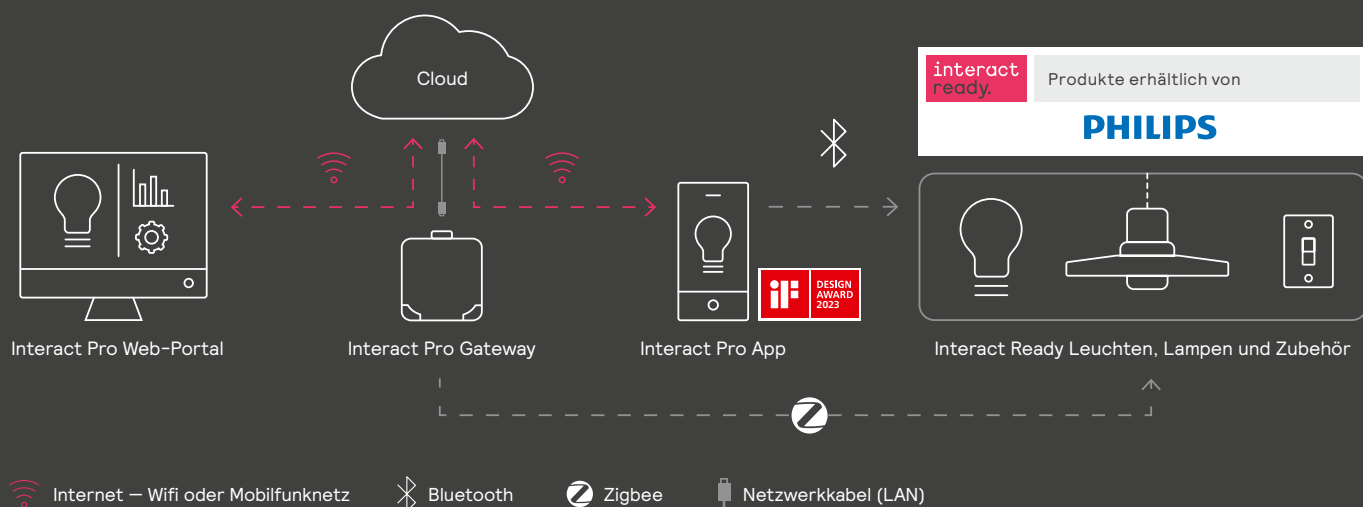 Cloud
interact
ready.
Produkte erhältlich von
PHILIPS
iF
DESIGN
AWARD
2023
Interact Pro Web-Portal
Interact Pro Gateway
Interact Pro App
Interact Ready Leuchten, Lampen und Zubehör
Internet – Wifi oder Mobilfunknetz
Bluetooth
Zigbee
Netzwerkkabel (LAN)